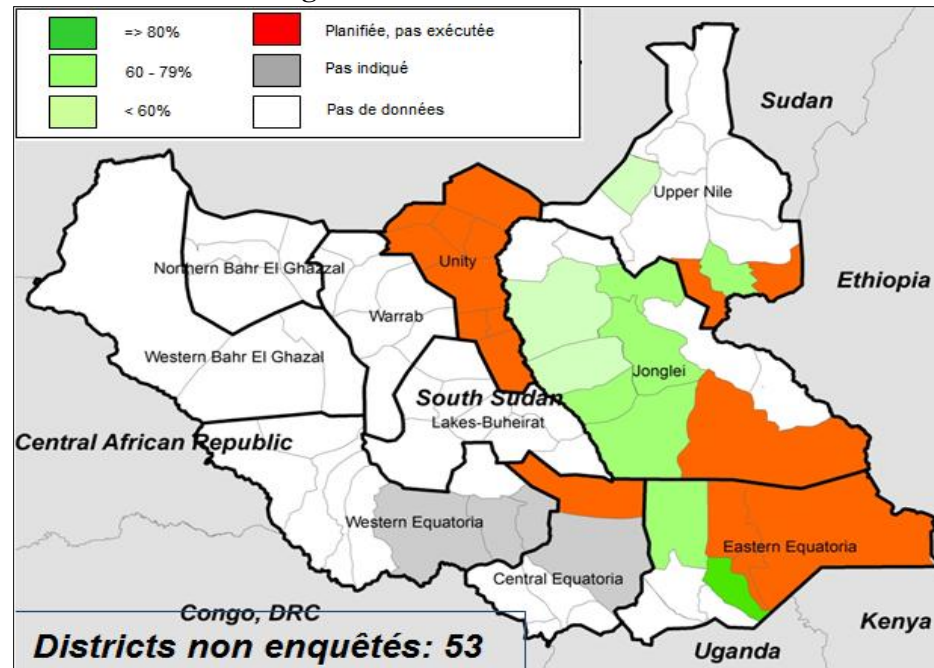 => 80%
Planifiée, pas exécutée
60 - 79%
Pas indiqué
< 60%
Pas de données
Sudan
Upper Nile
Northern Bahr El Ghazzal
Unity
Ethiopia
Warrab
Western Bahr El Ghazal
Jonglei
South Sudan
Lakes-Buheirat
Central African Republic
Western Equatoria
Eastern Equatoria
Central Equatoria
Congo, DRC
Kenya
Districts non enquêtés: 53
Uganda